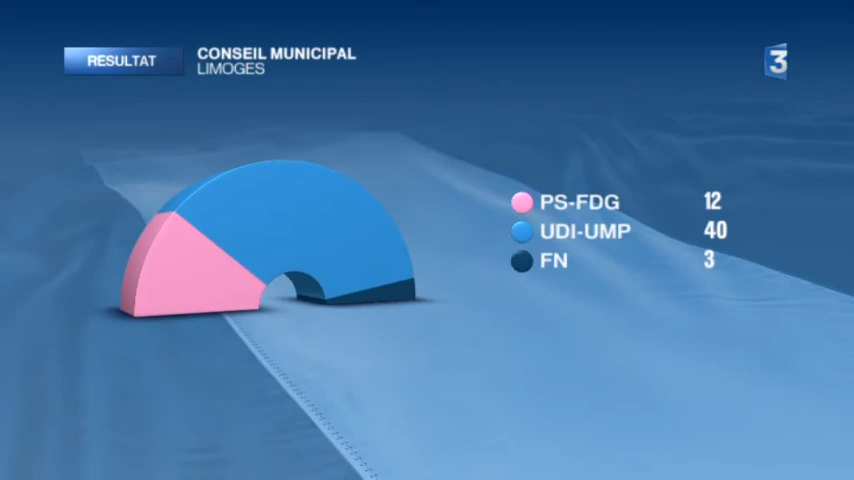 RESULTAT
CONSEIL MUNICIPAL
LIMOGES
3
PS-FDG 12
UDI-UMP 40
FN 3